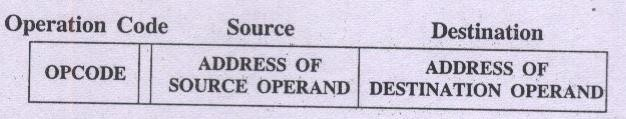 Operation Code Source Destination
OPCODE ADDRESS OF SOURCE OPERAND ADDRESS OF DESTINATION OPERAND